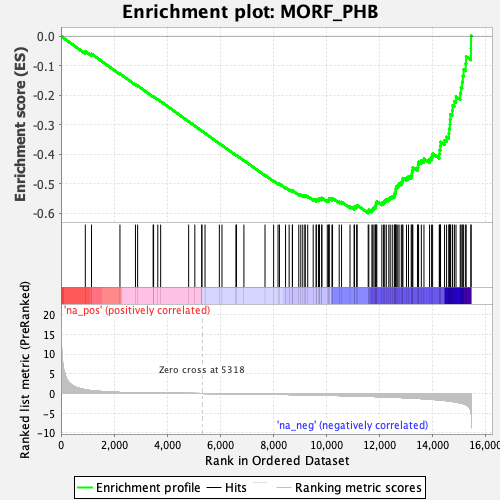 Enrichment plot: MORF_PHB
Enrichment score (ES)
0.0
-0.1
-0.2
-0.3
-0.4
-0.5
-0.6
'na_pos' (positively correlated)
Ranked list metric (PreRanked)
20
15
10
5
0
-5
-10
Zero cross at 5318
'na_neg' (negatively correlated)
0
2,000
4,000
6,000
8,000
10,000
12,000
14,000
16,000
Rank in Ordered Dataset
Enrichment profile
Hits
Ranking metric scores